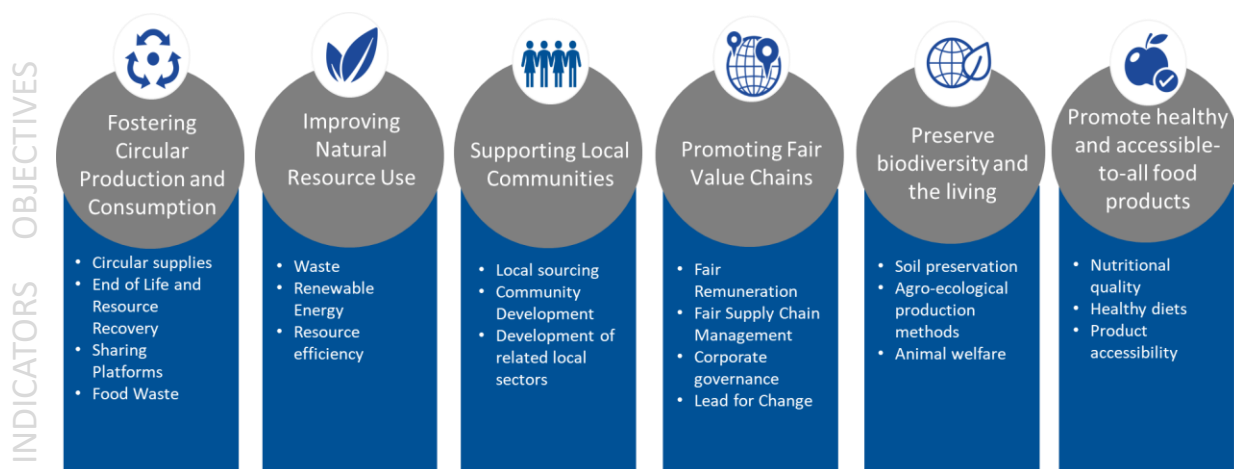 OBJECTIVES
INDICATORS
Fostering
Circular
Production and
Consumption
• Circular supplies
• End of Life and
Resource
Recovery
• Sharing
Platforms
• Food Waste
Improving
Natural
Resource Use
• Waste
• Renewable
Energy
• Resource
efficiency
Supporting Local
Communities
• Local sourcing
• Community
Development
• Development of
related local
sectors
Promoting Fair
Value Chains
• Fair
Remuneration
• Fair Supply Chain
Management
• Corporate
governance
• Lead for Change
Preserve
biodiversity and
the living
• Soil preservation
• Agro-ecological
production
methods
• Animal welfare
Promote healthy
and accessible-
to-all food
products
• Nutritional
quality
• Healthy diets
• Product
accessibility